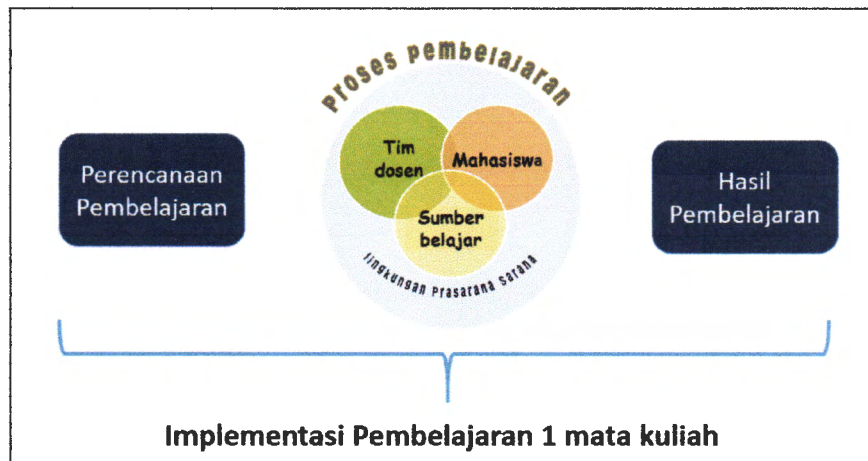 Proses pembelajaran
Perencanaan
Pembelajaran
Tim
dosen
Mahasiswa
Sumber
belajar
lingkungan Prasarana Sarana
Hasil
Pembelajaran
Implementasi Pembelajaran 1 mata kuliah